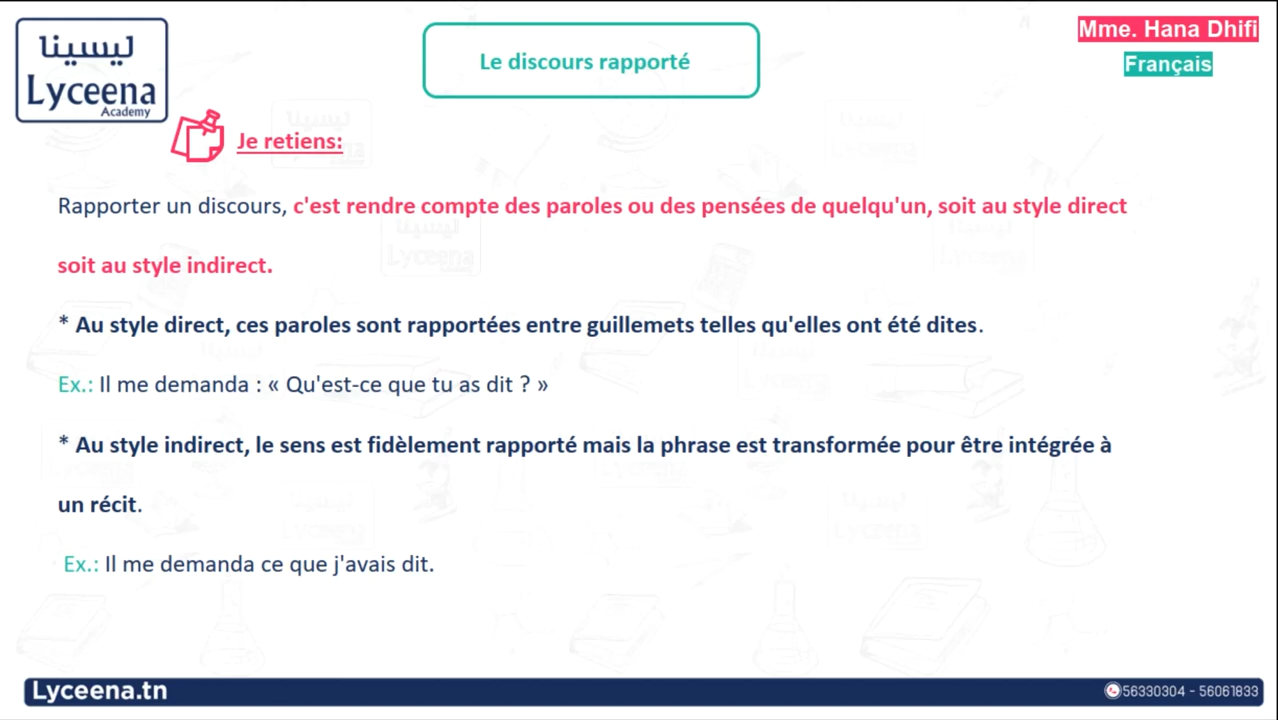 ليسينا
Lyceena
Academy
Le discours rapporté
Mme. Hana Dhifi
Français
Je retiens:
Rapporter un discours, c'est rendre compte des paroles ou des pensées de quelqu'un, soit au style direct
soit au style indirect.
* Au style direct, ces paroles sont rapportées entre guillemets telles qu'elles ont été dites.
Ex.: Il me demanda : « Qu'est-ce que tu as dit ? »
* Au style indirect, le sens est fidèlement rapporté mais la phrase est transformée pour être intégrée à
un récit.
Ex.: Il me demanda ce que j'avais dit.
Lyceena.tn
56330304 - 56061833